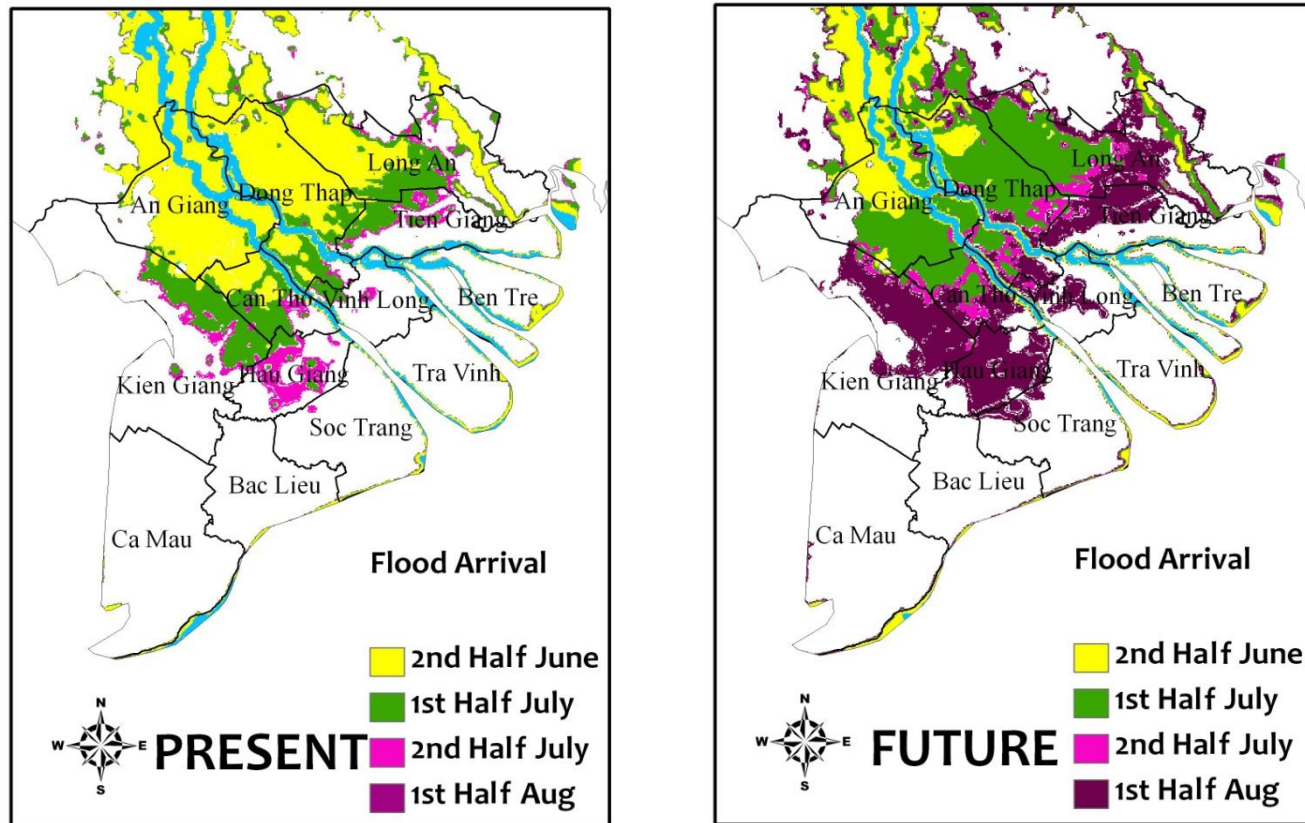 Long An
Dong Thap
An Giang
Tien Giang
Can Tho
Vinh Long
Ben Tre
Kien Giang
Hau Giang
Tra Vinh
Soc Trang
Bac Lieu
Ca Mau
Flood Arrival
2nd Half June
1st Half July
2nd Half July
1st Half Aug
N
W
E
S
PRESENT
Long An
Dong Thap
An Giang
Tien Giang
Can Tho
Vinh Long
Ben Tre
Kien Giang
Hau Giang
Tra Vinh
Soc Trang
Bac Lieu
Ca Mau
Flood Arrival
2nd Half June
1st Half July
2nd Half July
1st Half Aug
N
W
E
S
FUTURE